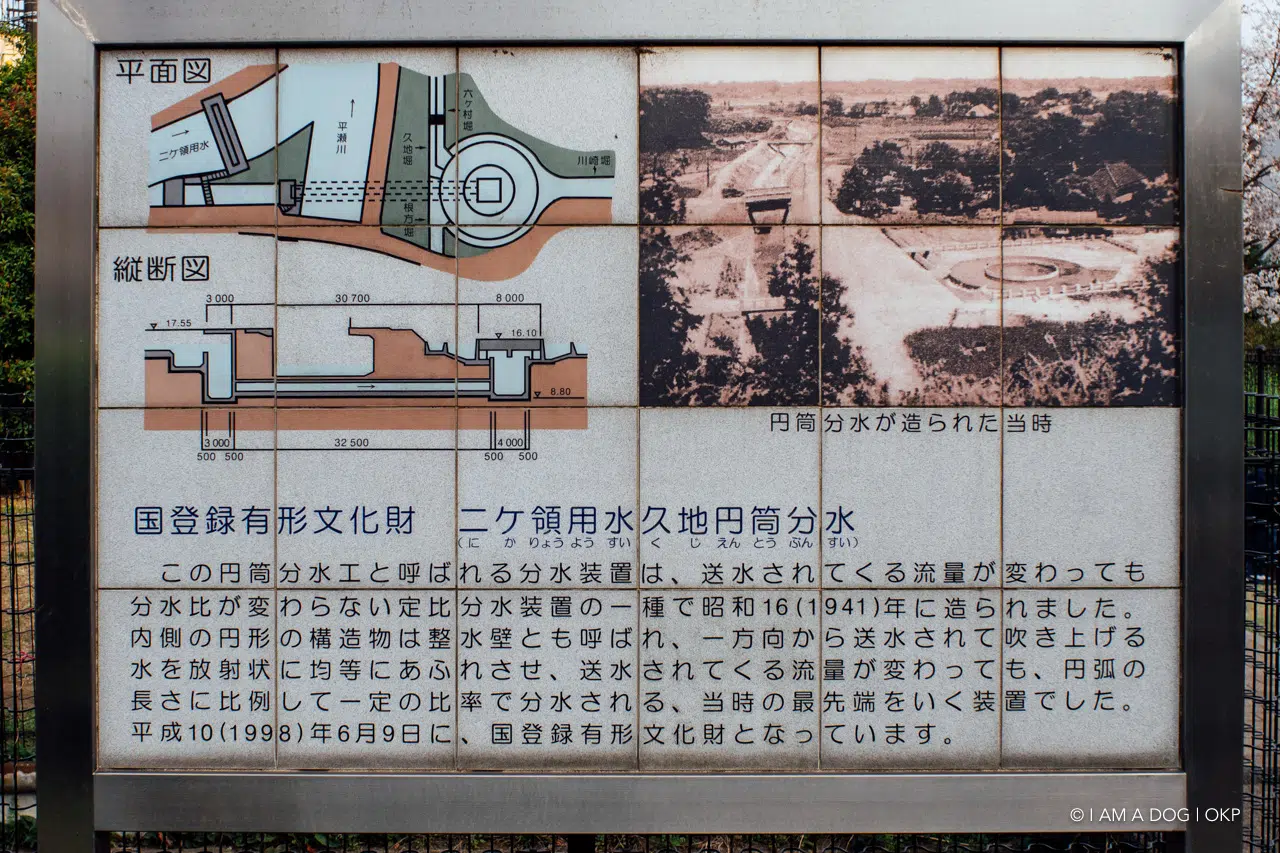 平面図
二ケ領用水
平瀬川
久地堀
六ケ村堀
川崎堀
根方堀
縦断図
3 000
30 700
8 000
17.55
16.10
8.80
3 000
32 500
4 000
500 500
500 500
円筒分水が造られた当時
国登録有形文化財 二ケ領用水久地円筒分水
(に か りょう よう すい く じ えん とう ぶん すい)
この円筒分水工と呼ばれる分水装置は、送水されてくる流量が変わっても
分水比が変わらない定比分水装置の一種で昭和16(1941)年に造られました。
内側の円形の構造物は整水壁とも呼ばれ、一方向から送水されて吹き上げる
水を放射状に均等にあふれさせ、送水されてくる流量が変わっても、円弧の
長さに比例して一定の比率で分水される、当時の最先端をいく装置でした。
平成10(1998)年6月9日に、国登録有形文化財となっています。
© I AM A DOG | OKP